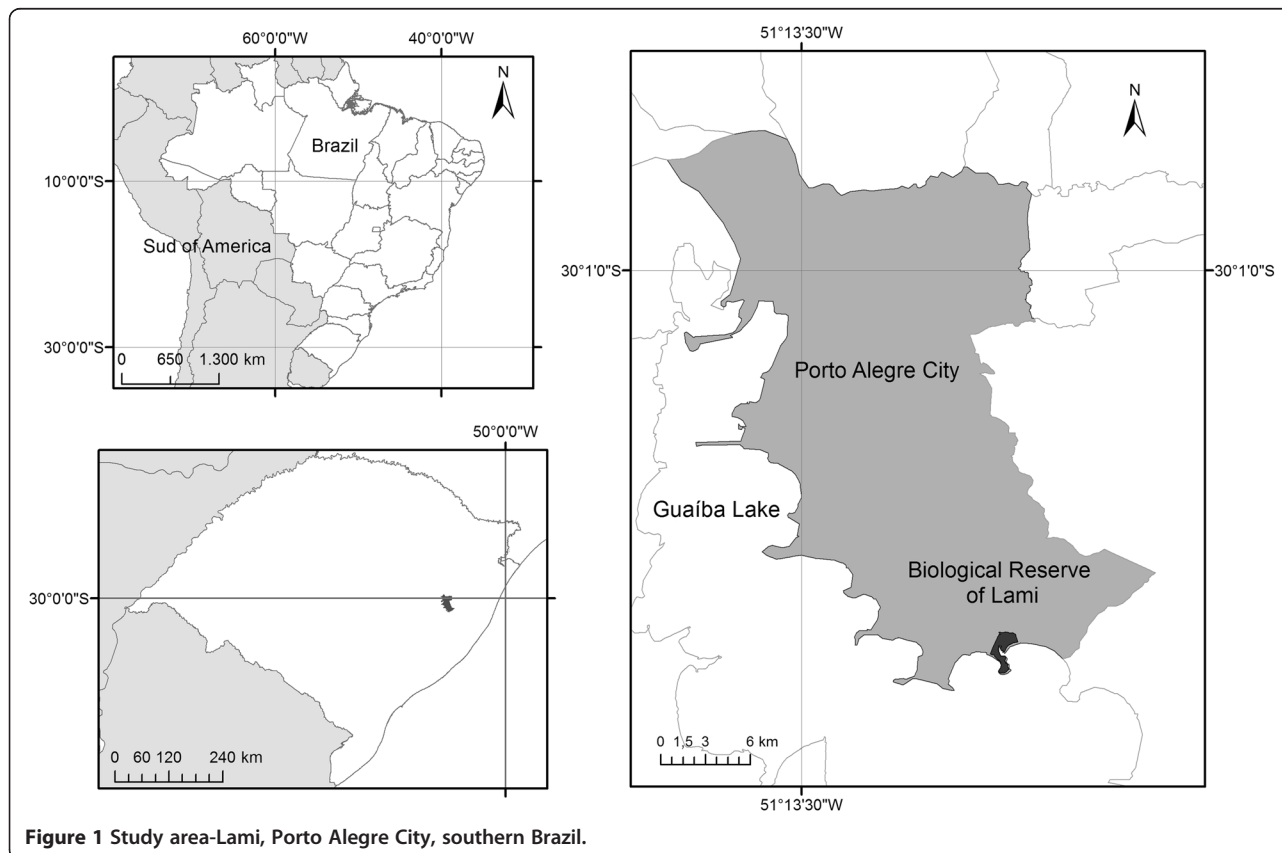 60°0'0"W
40°0'0"W
N
Brazil
10°0'0"S
Sud of America
30°0'0"S
0 650 1.300 km
50°0'0"W
30°0'0"S
0 60 120 240 km
51°13'30"W
N
30°1'0"S
30°1'0"S
Porto Alegre City
Guaíba Lake
Biological Reserve
of Lami
0 1,5 3 6 km
51°13'30"W
Figure 1 Study area-Lami, Porto Alegre City, southern Brazil.